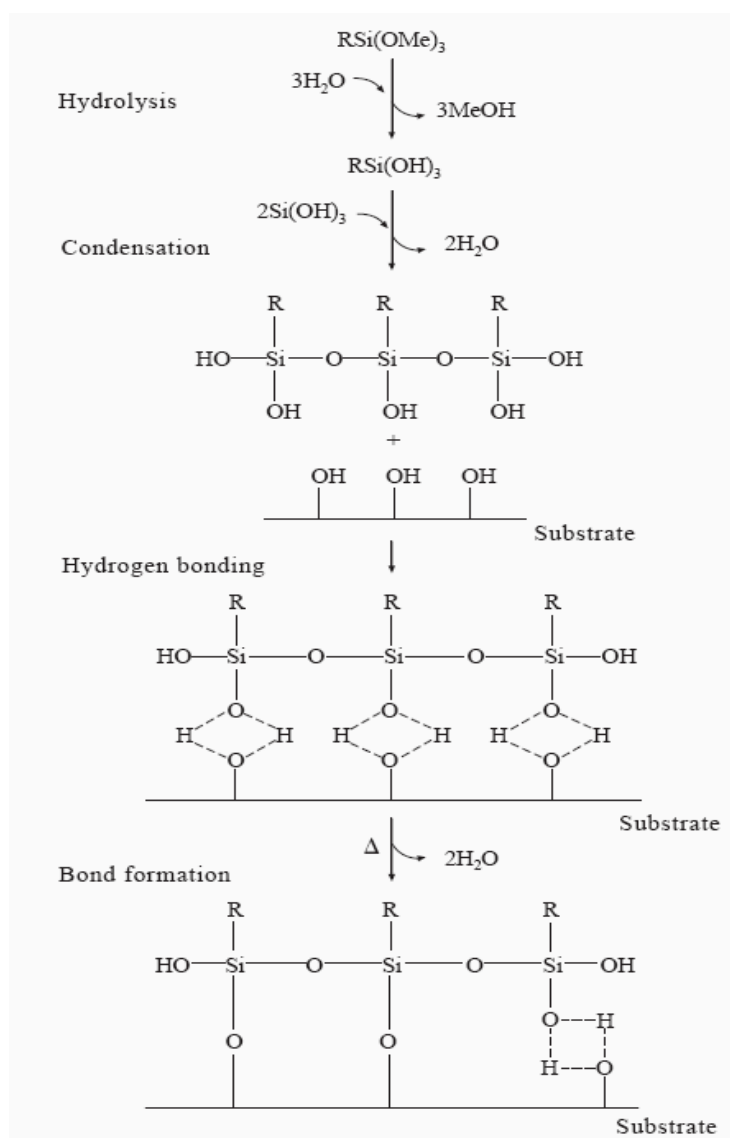 RSi(OMe)₃
3H₂O
Hydrolysis
3MeOH
RSi(OH)₃
2Si(OH)₃
Condensation
2H₂O
R R R
HO—Si—O—Si—O—Si—OH
OH OH OH
+
OH OH OH
Substrate
Hydrogen bonding
R R R
HO—Si—O—Si—O—Si—OH
O O O
H H H H H H
O O O
Substrate
Δ
2H₂O
Bond formation
R R R
HO—Si—O—Si—O—Si—OH
O---H
O O
H---O
Substrate